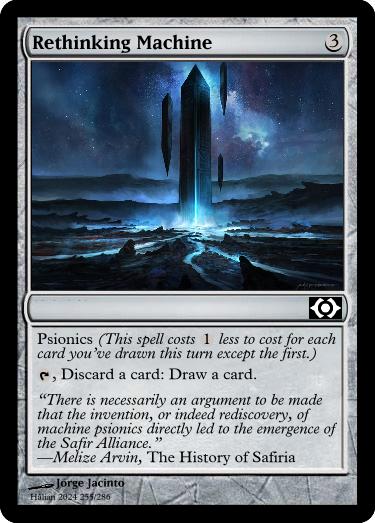 Rethinking Machine 3
Psionics (This spell costs 1 less to cost for each
card you’ve drawn this turn except the first.)
, Discard a card: Draw a card.
“There is necessarily an argument to be made
that the invention, or indeed rediscovery, of
machine psionics directly led to the emergence of
the Safir Alliance.”
—Melize Arvin, The History of Safiria
Jorge Jacinto
Hälian 2024 255/286